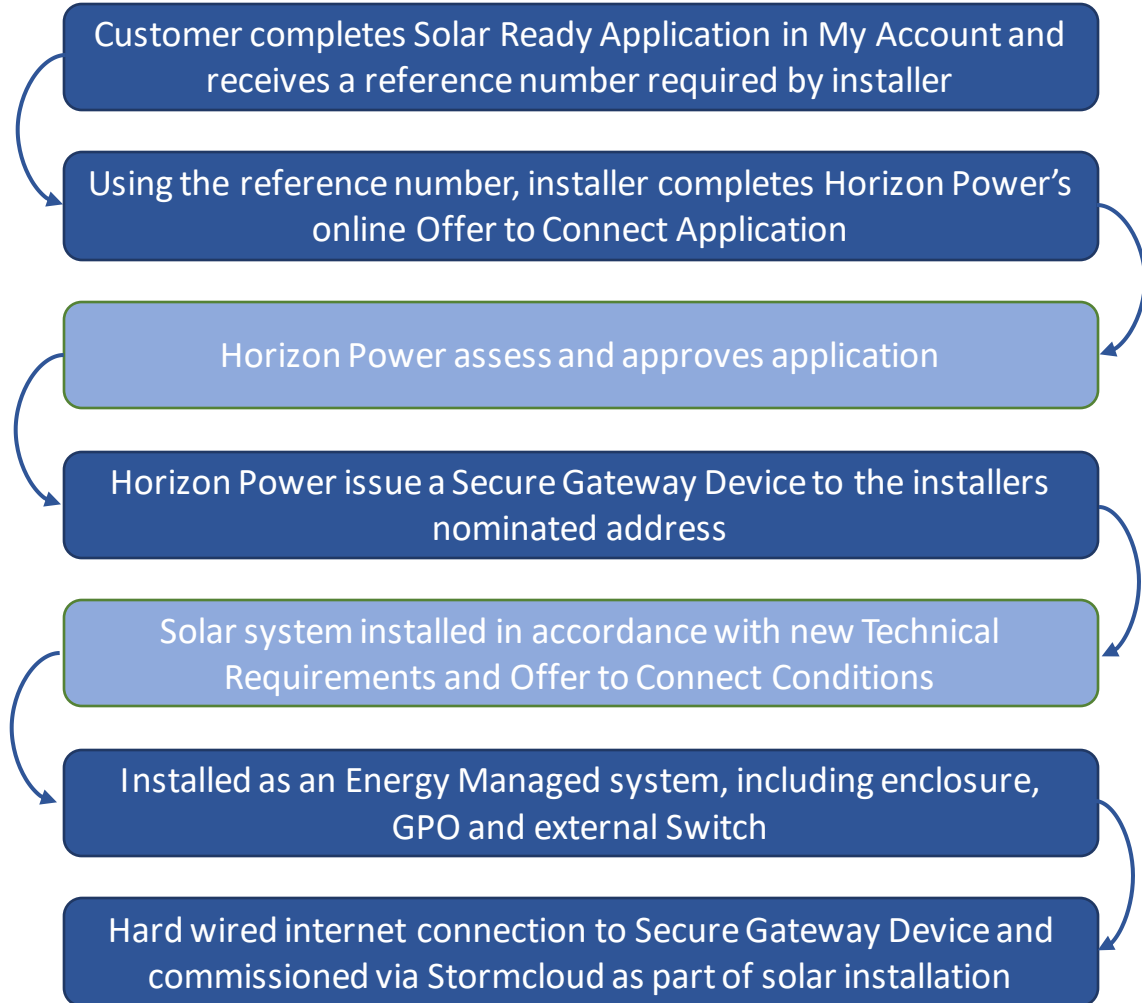 Customer completes Solar Ready Application in My Account and
receives a reference number required by installer
Using the reference number, installer completes Horizon Power’s
online Offer to Connect Application
Horizon Power assess and approves application
Horizon Power issue a Secure Gateway Device to the installers
nominated address
Solar system installed in accordance with new Technical
Requirements and Offer to Connect Conditions
Installed as an Energy Managed system, including enclosure,
GPO and external Switch
Hard wired internet connection to Secure Gateway Device and
commissioned via Stormcloud as part of solar installation